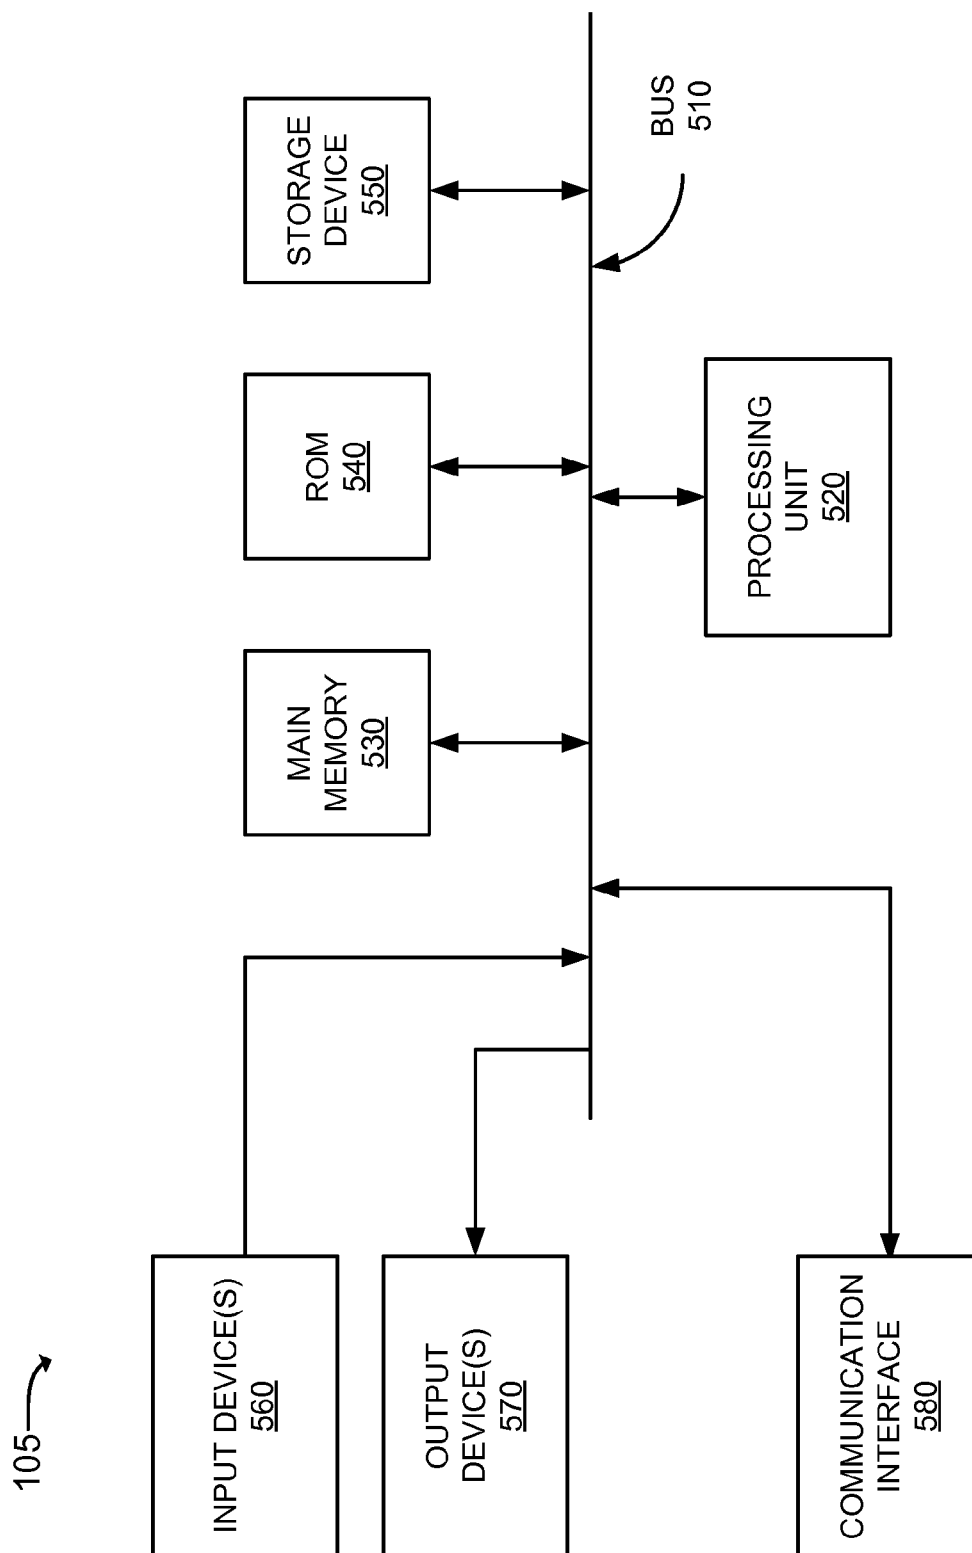 105
INPUT DEVICE(S)
560
OUTPUT
DEVICE(S)
570
COMMUNICATION
INTERFACE
580
MAIN
MEMORY
530
ROM
540
STORAGE
DEVICE
550
PROCESSING
UNIT
520
BUS
510